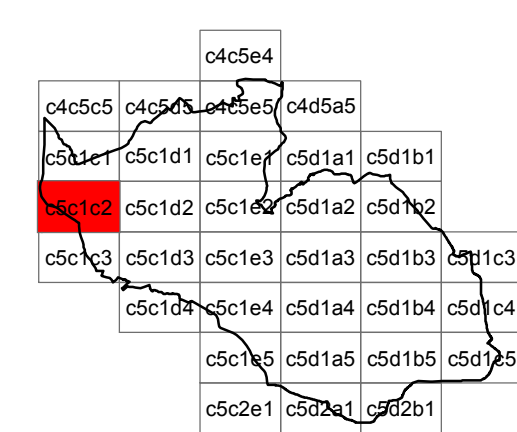 c4c5e4
c4c5c5 c4c5d5 c4c5e5 c4d5a5
c5c1c1 c5c1d1 c5c1e1 c5d1a1 c5d1b1
c5c1c2 c5c1d2 c5c1e2 c5d1a2 c5d1b2
c5c1c3 c5c1d3 c5c1e3 c5d1a3 c5d1b3 c5d1c3
c5c1d4 c5c1e4 c5d1a4 c5d1b4 c5d1c4
c5c1e5 c5d1a5 c5d1b5 c5d1c5
c5c2e1 c5d2a1 c5d2b1